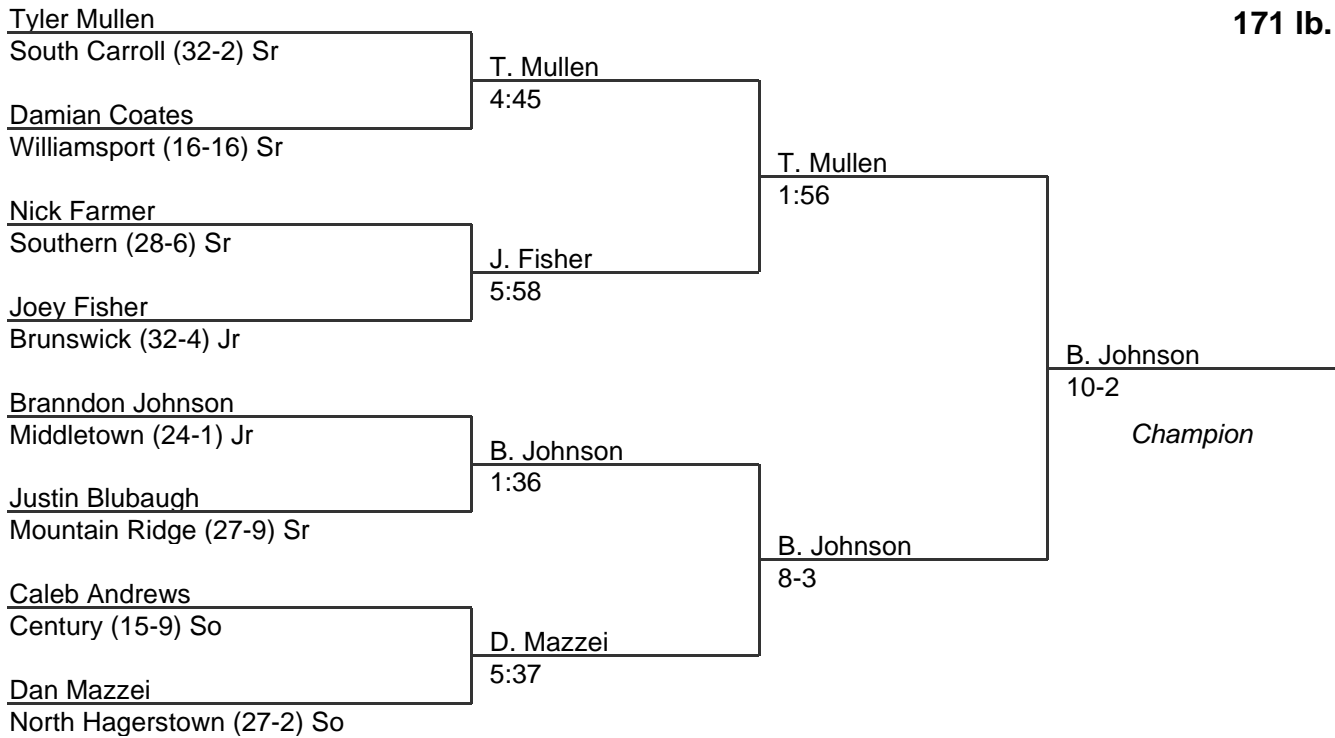 171 lb.
Tyler Mullen
South Carroll (32-2) Sr
T. Mullen
4:45
Damian Coates
Williamsport (16-16) Sr
T. Mullen
1:56
Nick Farmer
Southern (28-6) Sr
J. Fisher
5:58
Joey Fisher
Brunswick (32-4) Jr
B. Johnson
10-2
Champion
Branndon Johnson
Middletown (24-1) Jr
B. Johnson
1:36
Justin Blubaugh
Mountain Ridge (27-9) Sr
B. Johnson
8-3
Caleb Andrews
Century (15-9) So
D. Mazzei
5:37
Dan Mazzei
North Hagerstown (27-2) So